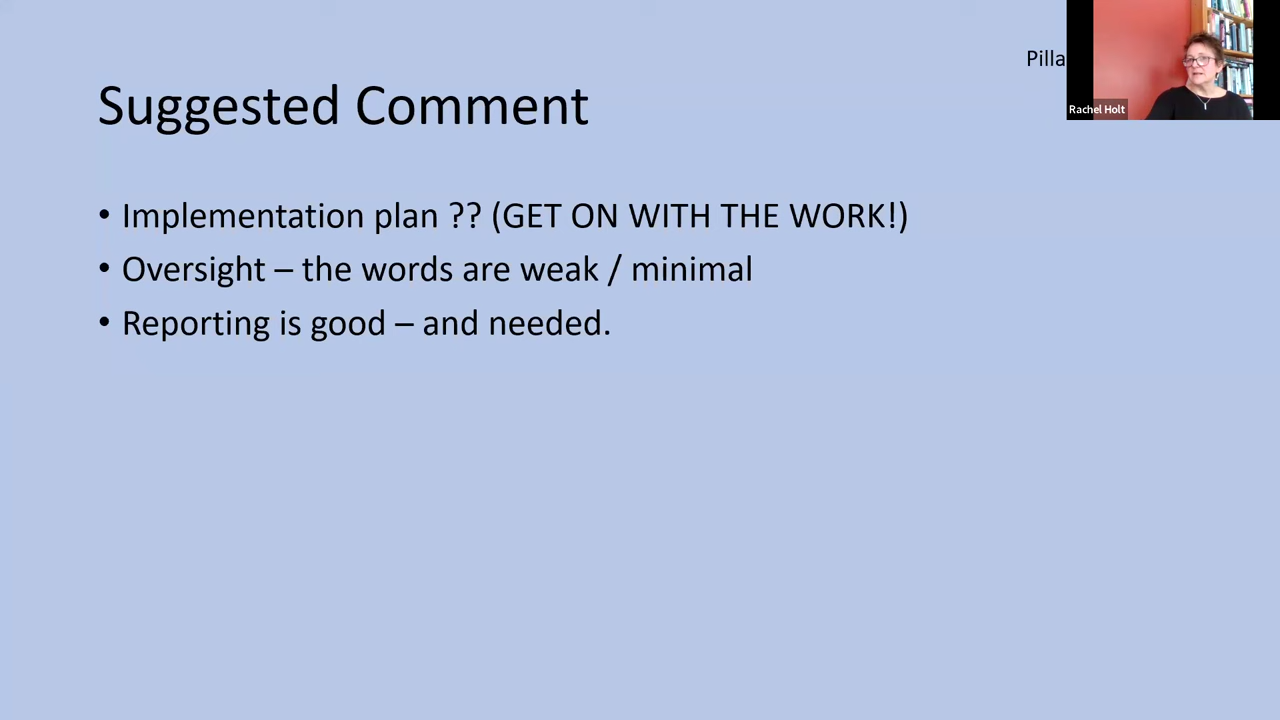 Suggested Comment
• Implementation plan ?? (GET ON WITH THE WORK!)
• Oversight – the words are weak / minimal
• Reporting is good – and needed.
Rachel Holt